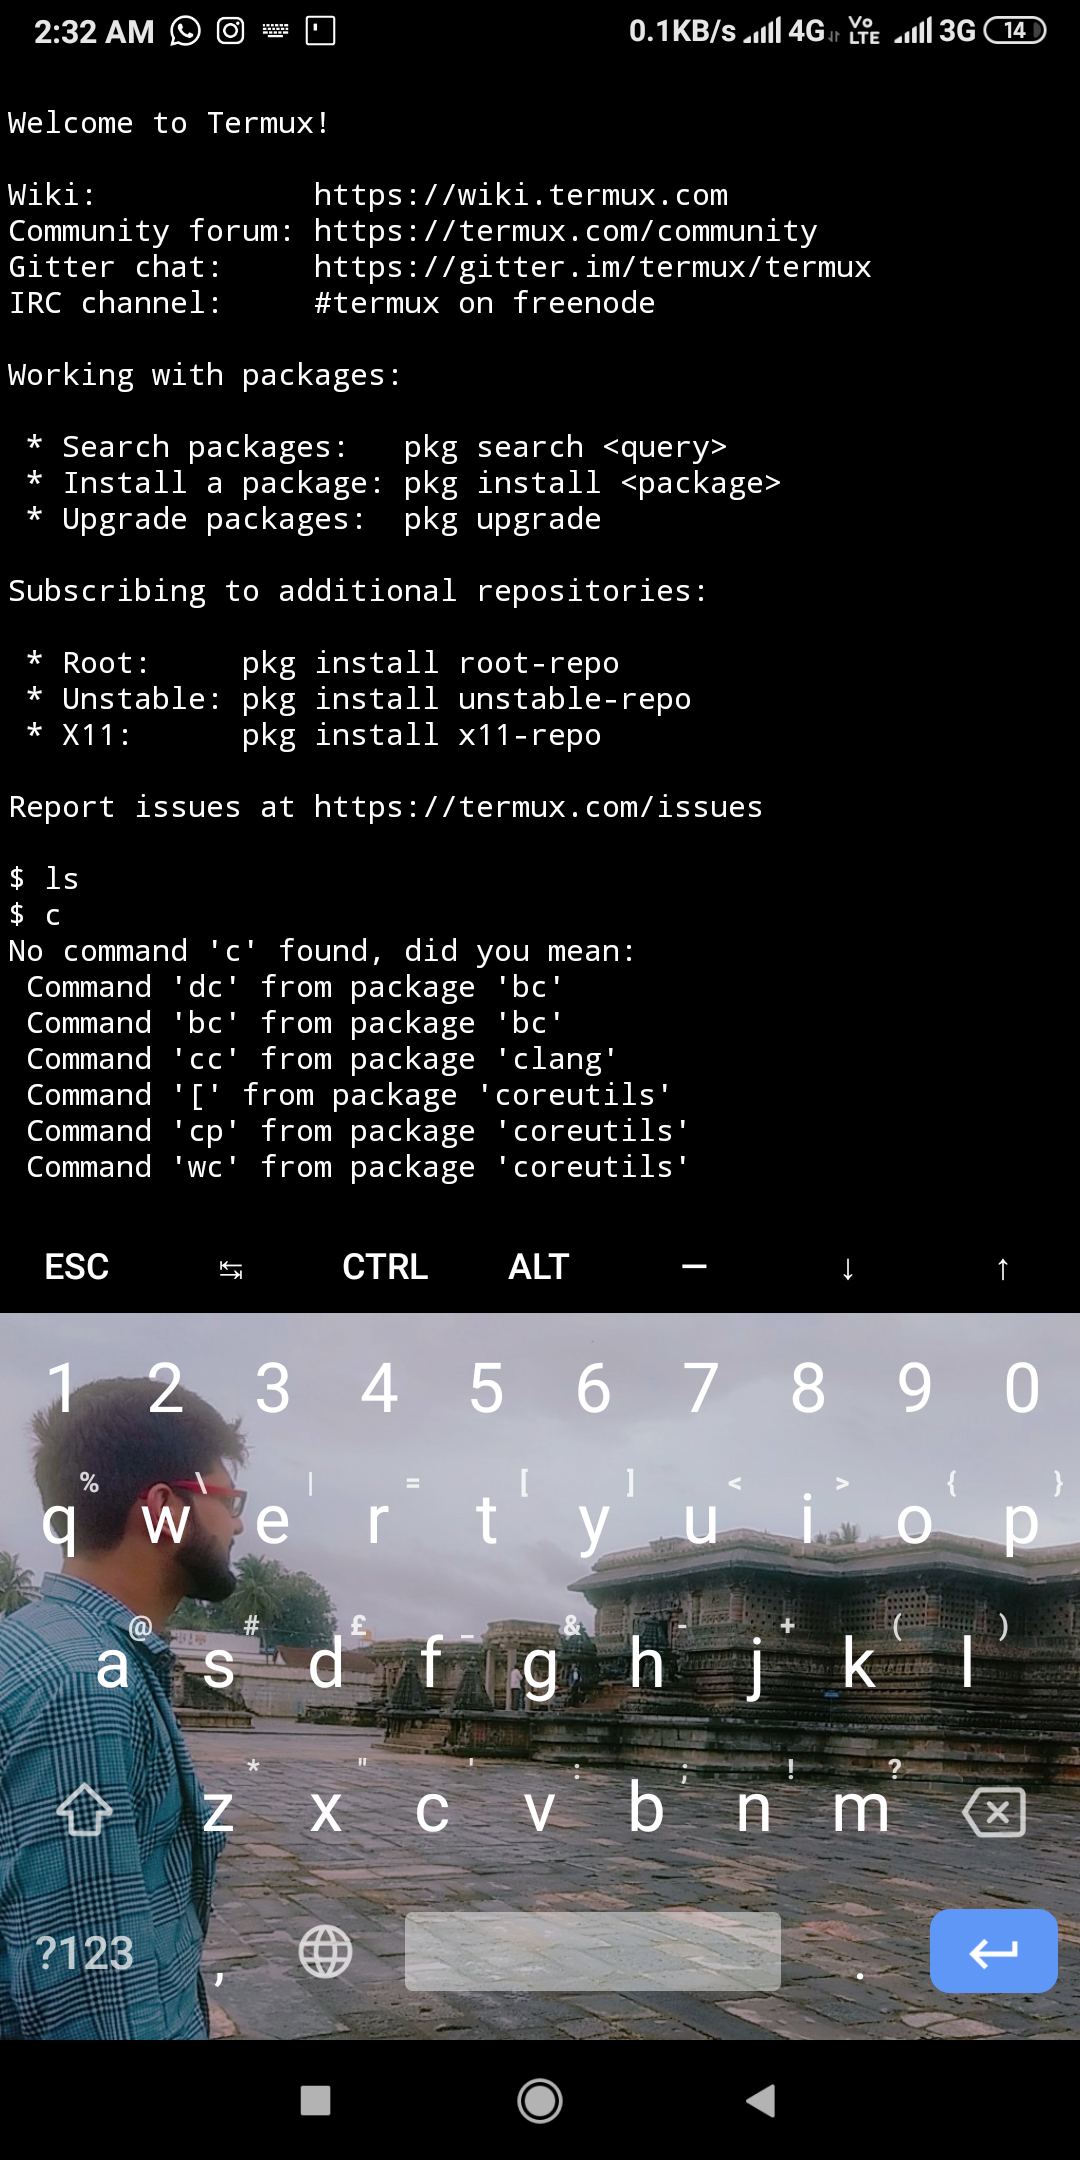 2:32 AM 0.1KB/s 4G Vo LTE 3G 14
Welcome to Termux!
Wiki: https://wiki.termux.com
Community forum: https://termux.com/community
Gitter chat: https://gitter.im/termux/termux
IRC channel: #termux on freenode
Working with packages:
* Search packages: pkg search <query>
* Install a package: pkg install <package>
* Upgrade packages: pkg upgrade
Subscribing to additional repositories:
* Root: pkg install root-repo
* Unstable: pkg install unstable-repo
* X11: pkg install x11-repo
Report issues at https://termux.com/issues
$ ls
$ c
No command 'c' found, did you mean:
Command 'dc' from package 'bc'
Command 'bc' from package 'bc'
Command 'cc' from package 'clang'
Command '[' from package 'coreutils'
Command 'cp' from package 'coreutils'
Command 'wc' from package 'coreutils'
ESC ↹ CTRL ALT — ↓ ↑
1 2 3 4 5 6 7 8 9 0
% \ | = [ ] < > { }
q w e r t y u i o p
@ # £ _ & - + ( )
a s d f g h j k l
* " ' : ; ! ?
z x c v b n m
?123 , .